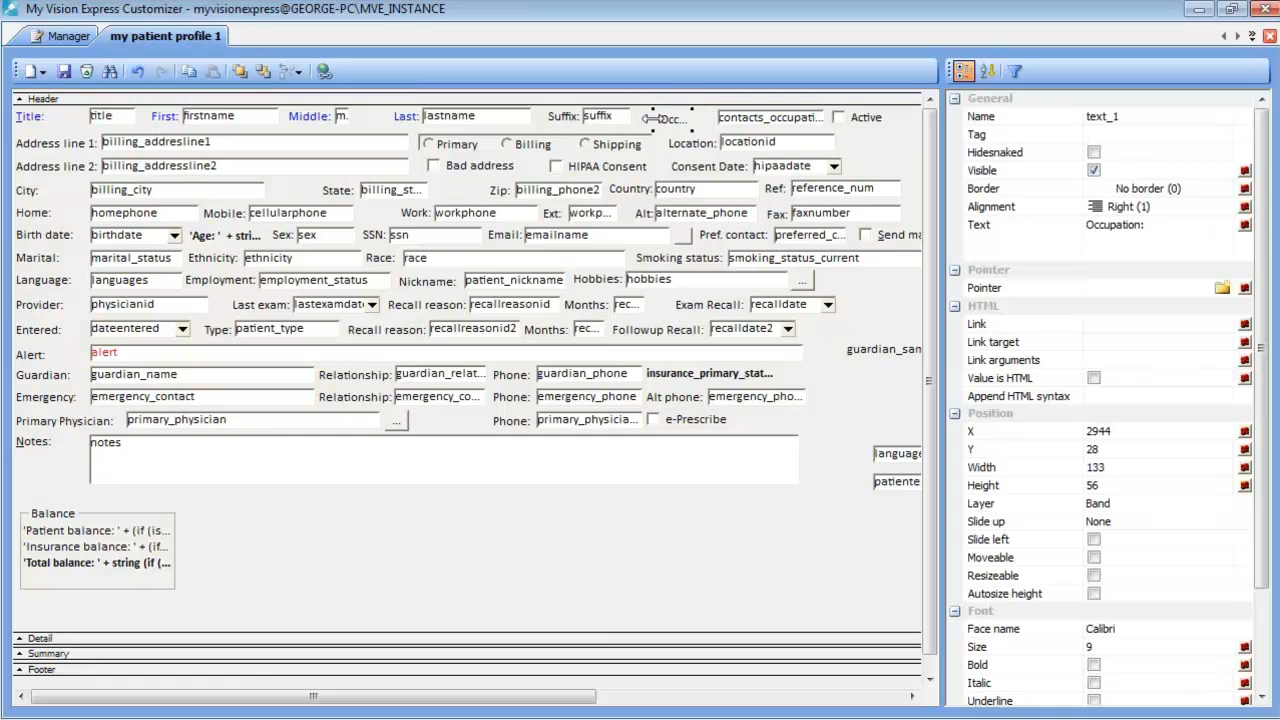 My Vision Express Customizer - myvisionexpress@GEORGE-PC\MVE_INSTANCE
Manager my patient profile 1
Header
Title: title First: firstname Middle: m. Last: lastname Suffix: suffix Occ... contacts_occupati... Active
Address line 1: billing_addresline1 Primary Billing Shipping Location: locationid
Address line 2: billing_addressline2 Bad address HIPAA Consent Consent Date: hipaadate
City: billing_city State: billing_st... Zip: billing_phone2 Country: country Ref: reference_num
Home: homephone Mobile: cellularphone Work: workphone Ext: workp... Alt: alternate_phone Fax: faxnumber
Birth date: birthdate 'Age: ' + stri... Sex: sex SSN: ssn Email: emailname Pref. contact: preferred_c... Send ma
Marital: marital_status Ethnicity: ethnicity Race: race Smoking status: smoking_status_current
Language: languages Employment: employment_status Nickname: patient_nickname Hobbies: hobbies ...
Provider: physicianid Last exam: lastexamdat Recall reason: recallreasonid Months: rec... Exam Recall: recalldate
Entered: dateentered Type: patient_type Recall reason: recallreasonid2 Months: rec... Followup Recall: recalldate2
Alert: alert guardian_sam
Guardian: guardian_name Relationship: guardian_relat... Phone: guardian_phone insurance_primary_stat...
Emergency: emergency_contact Relationship: emergency_co... Phone: emergency_phone Alt phone: emergency_pho...
Primary Physician: primary_physician ... Phone: primary_physicia... e-Prescribe
Notes: notes
language
patiente
Balance
'Patient balance: ' + (if (is...
'Insurance balance: ' + (if...
'Total balance: ' + string (if (...
Detail
Summary
Footer
General
Name text_1
Tag
Hidesnaked
Visible
Border No border (0)
Alignment Right (1)
Text Occupation:
Pointer
Pointer
HTML
Link
Link target
Link arguments
Value is HTML
Append HTML syntax
Position
X 2944
Y 28
Width 133
Height 56
Layer Band
Slide up None
Slide left
Moveable
Resizeable
Autosize height
Font
Face name Calibri
Size 9
Bold
Italic
Underline